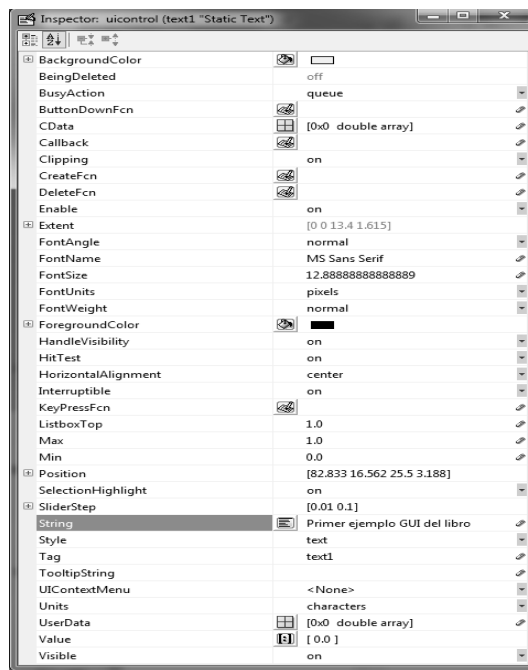 Inspector: uicontrol (text1 "Static Text")
BackgroundColor
BeingDeleted off
BusyAction queue
ButtonDownFcn
CData [0x0 double array]
Callback
Clipping on
CreateFcn
DeleteFcn
Enable on
Extent [0 0 13.4 1.615]
FontAngle normal
FontName MS Sans Serif
FontSize 12.88888888888889
FontUnits pixels
FontWeight normal
ForegroundColor
HandleVisibility on
HitTest on
HorizontalAlignment center
Interruptible on
KeyPressFcn
ListboxTop 1.0
Max 1.0
Min 0.0
Position [82.833 16.562 25.5 3.188]
SelectionHighlight on
SliderStep [0.01 0.1]
String Primer ejemplo GUI del libro
Style text
Tag text1
TooltipString
UIContextMenu <None>
Units characters
UserData [0x0 double array]
Value [ 0.0 ]
Visible on